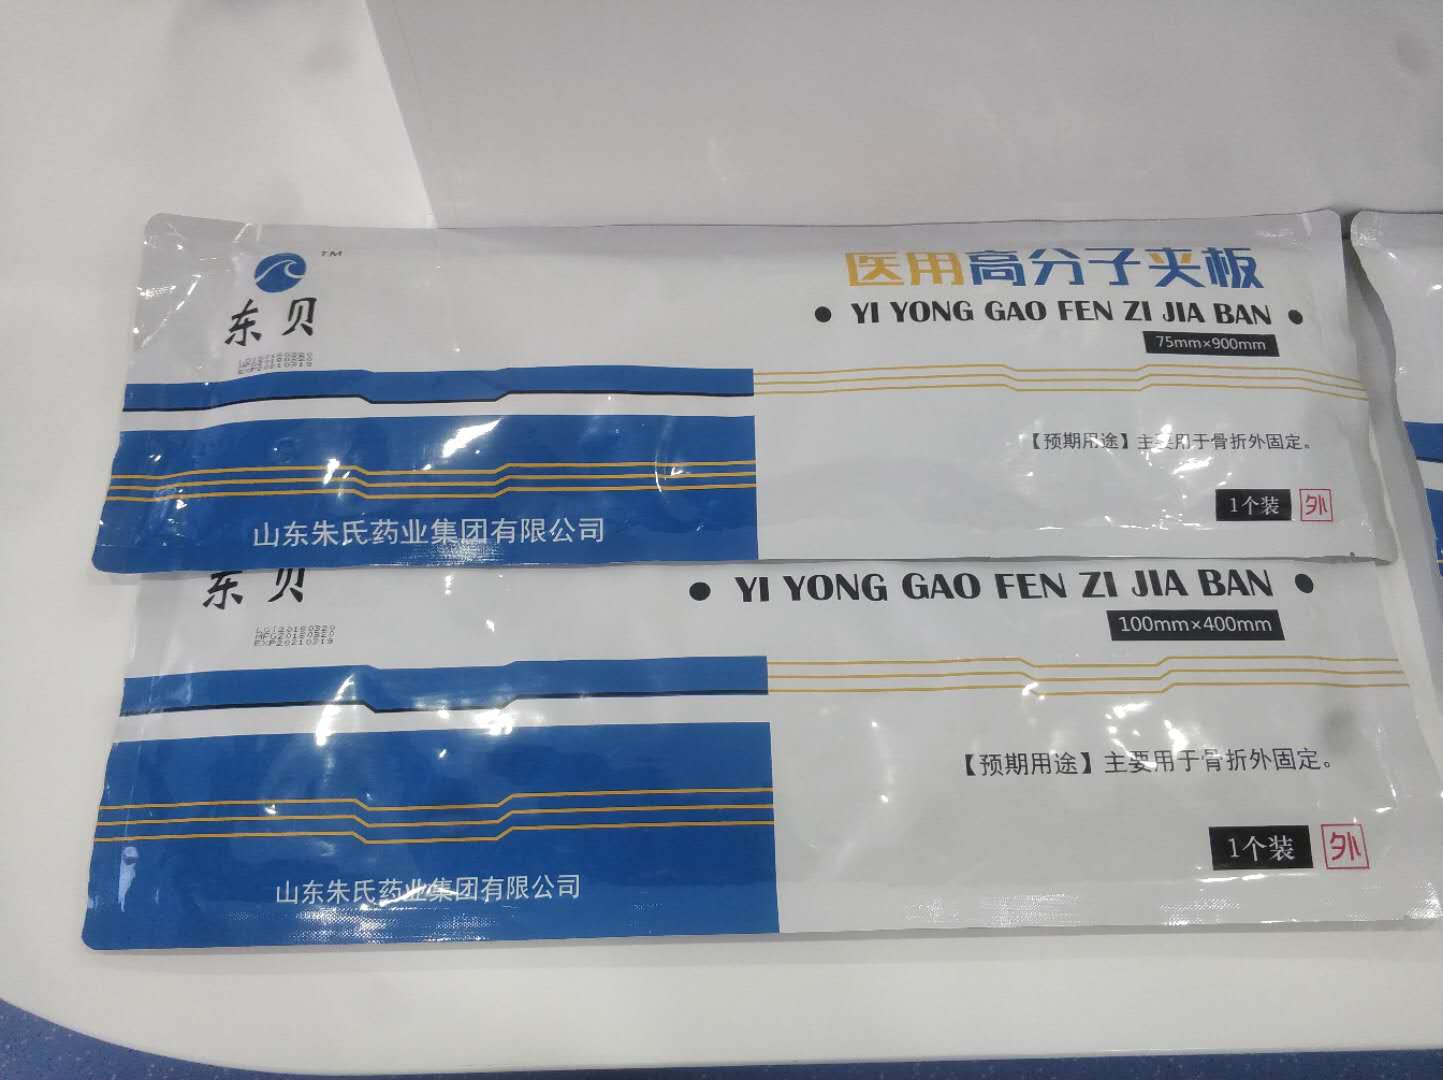 TM
东贝
医用高分子夹板
• YI YONG GAO FEN ZI JIA BAN •
75mm×900mm
【预期用途】主要用于骨折外固定。
1个装 外
山东朱氏药业集团有限公司
东贝
• YI YONG GAO FEN ZI JIA BAN •
100mm×400mm
LOT20190320
MFG20190320
EXP20210319
【预期用途】主要用于骨折外固定。
1个装 外
山东朱氏药业集团有限公司